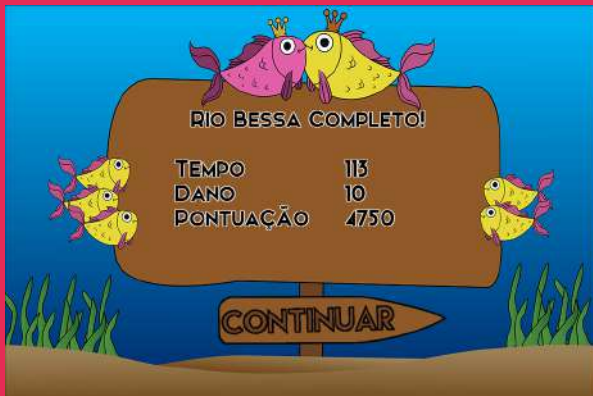 Rio Bessa Completo!
Tempo 113
Dano 10
Pontuação 4750
CONTINUAR